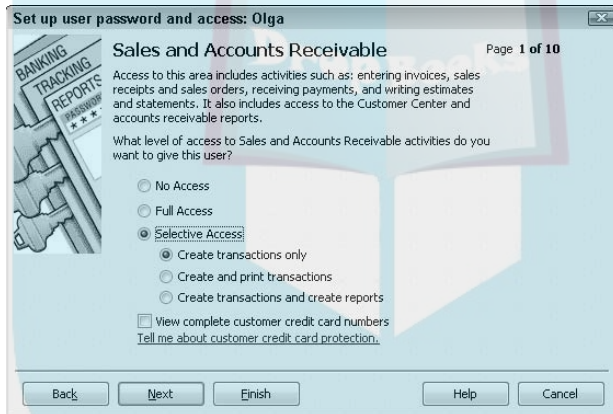 Set up user password and access: Olga
BANKING
TRACKING
REPORTS
PASSWORD
***
Sales and Accounts Receivable
Page 1 of 10
Access to this area includes activities such as: entering invoices, sales
receipts and sales orders, receiving payments, and writing estimates
and statements. It also includes access to the Customer Center and
accounts receivable reports.
What level of access to Sales and Accounts Receivable activities do you
want to give this user?
No Access
Full Access
Selective Access
Create transactions only
Create and print transactions
Create transactions and create reports
View complete customer credit card numbers
Tell me about customer credit card protection.
Back
Next
Finish
Help
Cancel